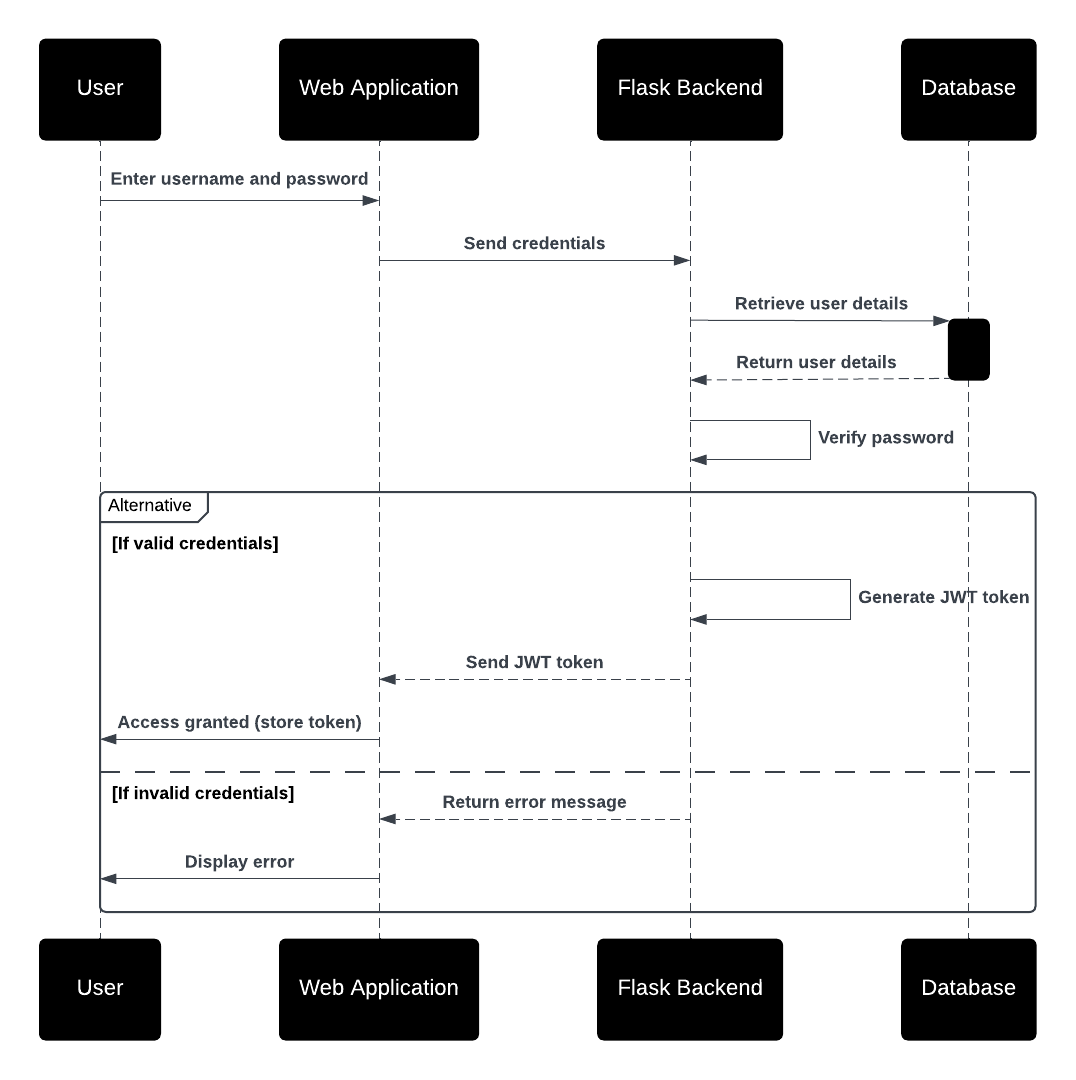 User
Web Application
Flask Backend
Database
Enter username and password
Send credentials
Retrieve user details
Return user details
Verify password
Alternative
[If valid credentials]
Generate JWT token
Send JWT token
Access granted (store token)
[If invalid credentials]
Return error message
Display error
User
Web Application
Flask Backend
Database